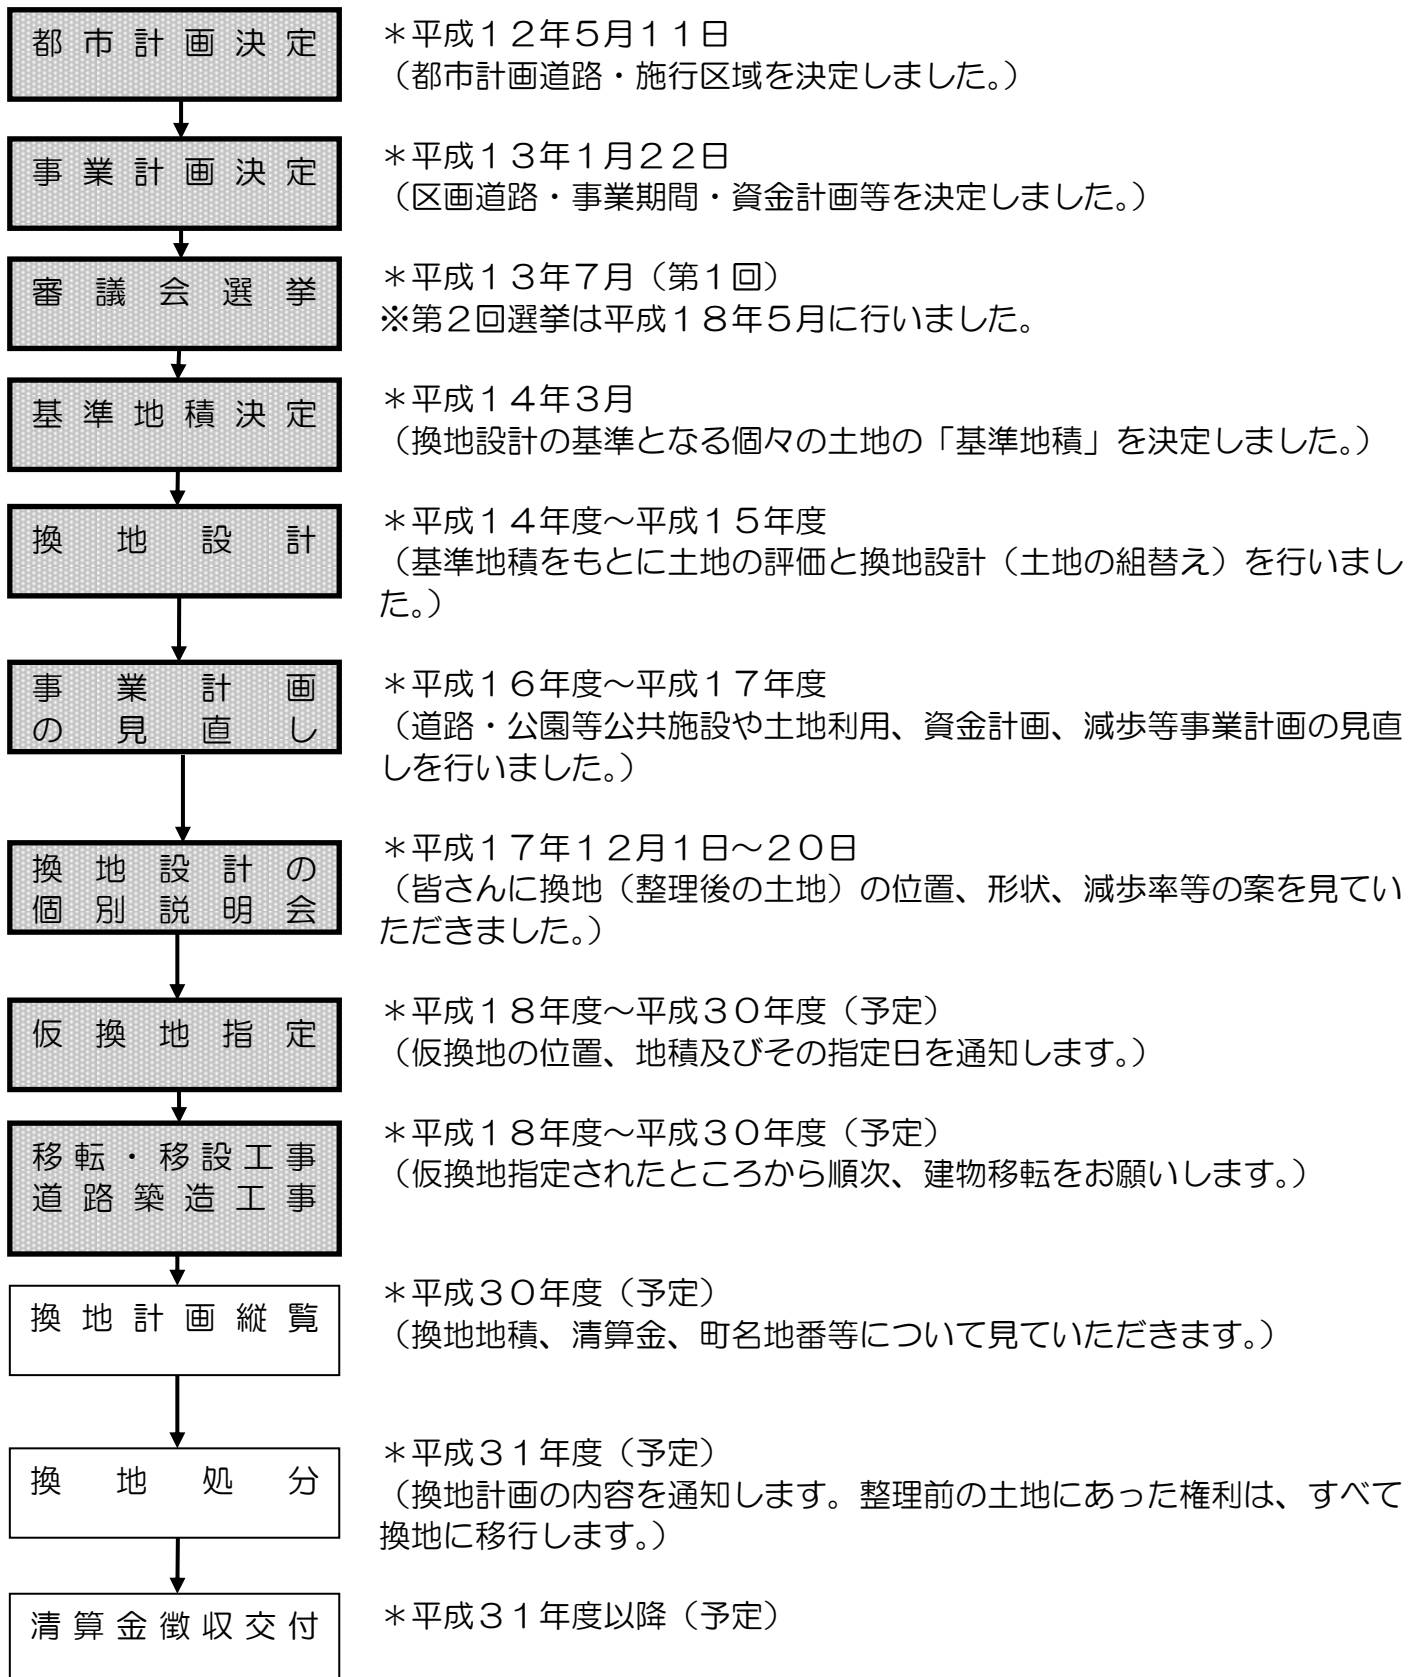 都市計画決定
＊平成１２年５月１１日
（都市計画道路・施行区域を決定しました。）
事業計画決定
＊平成１３年１月２２日
（区画道路・事業期間・資金計画等を決定しました。）
審議会選挙
＊平成１３年７月（第１回）
※第２回選挙は平成１８年５月に行いました。
基準地積決定
＊平成１４年３月
（換地設計の基準となる個々の土地の「基準地積」を決定しました。）
換地設計
＊平成１４年度～平成１５年度
（基準地積をもとに土地の評価と換地設計（土地の組替え）を行いまし
た。）
事業計画
の見直し
＊平成１６年度～平成１７年度
（道路・公園等公共施設や土地利用、資金計画、減歩等事業計画の見直
しを行いました。）
換地設計の
個別説明会
＊平成１７年１２月１日～２０日
（皆さんに換地（整理後の土地）の位置、形状、減歩率等の案を見てい
ただきました。）
仮換地指定
＊平成１８年度～平成３０年度（予定）
（仮換地の位置、地積及びその指定日を通知します。）
移転・移設工事
道路築造工事
＊平成１８年度～平成３０年度（予定）
（仮換地指定されたところから順次、建物移転をお願いします。）
換地計画縦覧
＊平成３０年度（予定）
（換地地積、清算金、町名地番等について見ていただきます。）
換地処分
＊平成３１年度（予定）
（換地計画の内容を通知します。整理前の土地にあった権利は、すべて
換地に移行します。）
清算金徴収交付
＊平成３１年度以降（予定）